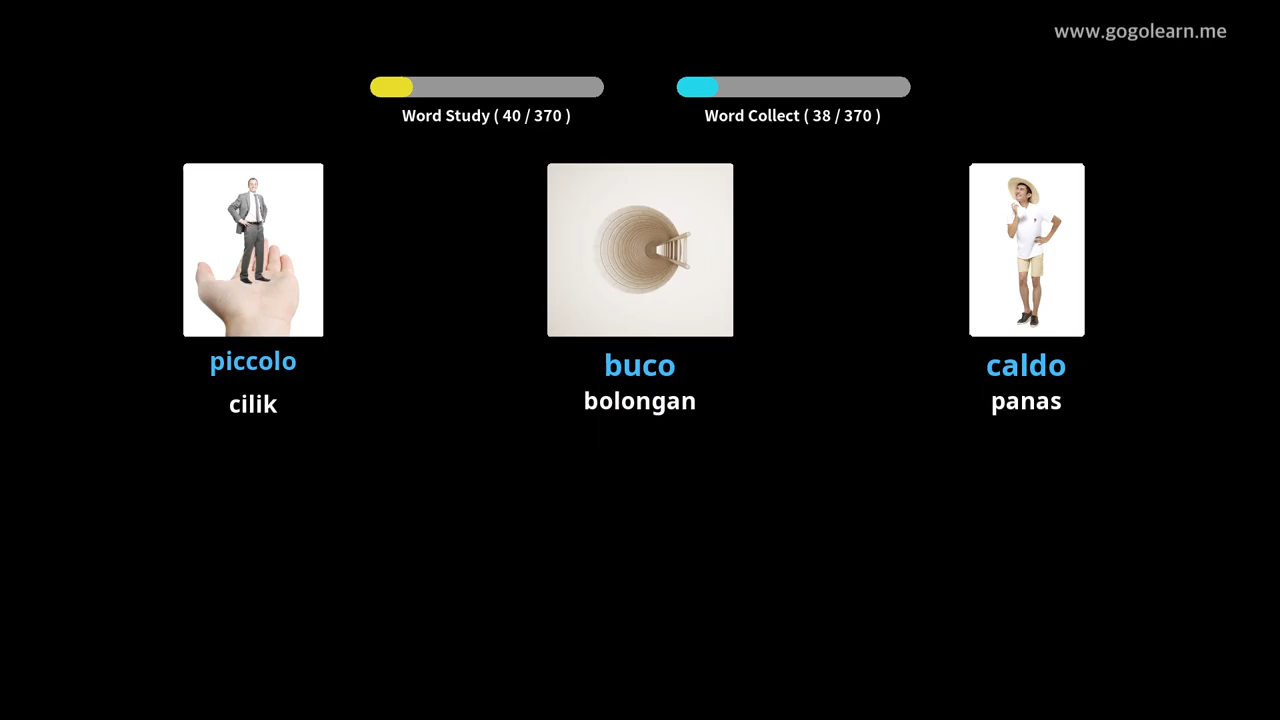 www.gogolearn.me
Word Study ( 40 / 370 )
Word Collect ( 38 / 370 )
piccolo
buco
caldo
cilik
bolongan
panas